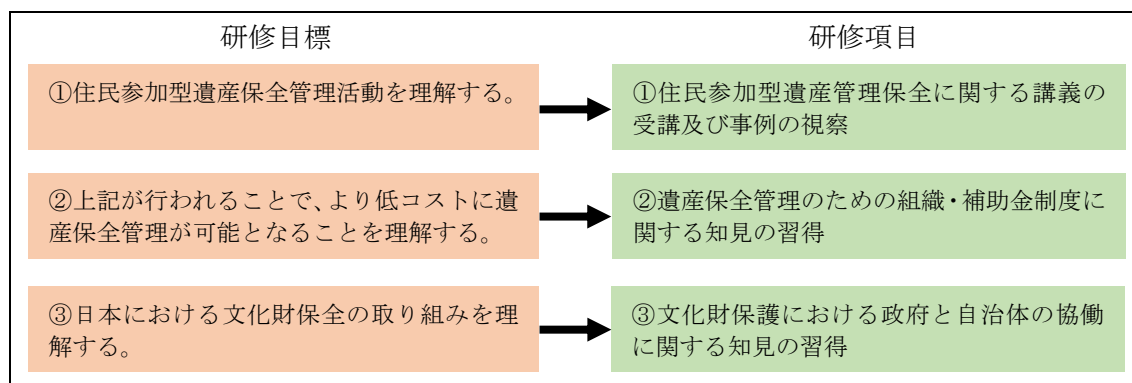 研修目標
研修項目
①住民参加型遺産保全管理活動を理解する。
①住民参加型遺産管理保全に関する講義の
受講及び事例の視察
②上記が行われることで、より低コストに遺
産保全管理が可能となることを理解する。
②遺産保全管理のための組織・補助金制度に
関する知見の習得
③日本における文化財保全の取り組みを理
解する。
③文化財保護における政府と自治体の協働
に関する知見の習得